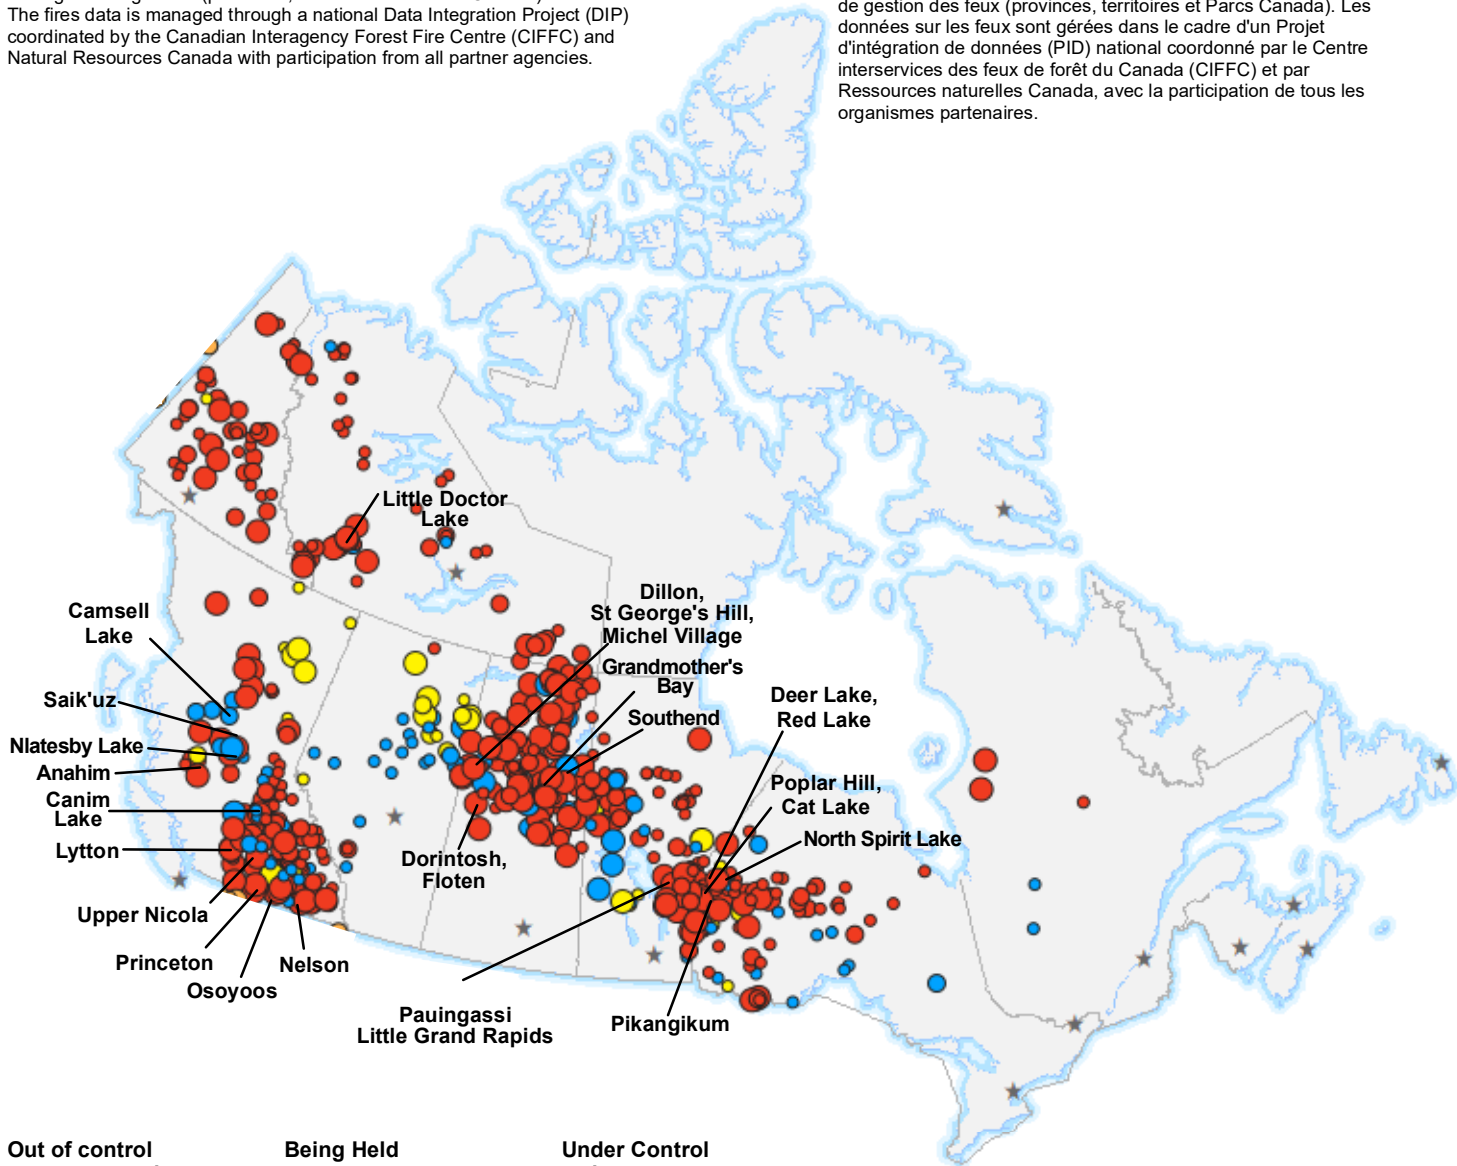 The fires data is managed through a national Data Integration Project (DIP)
coordinated by the Canadian Interagency Forest Fire Centre (CIFFC) and
Natural Resources Canada with participation from all partner agencies.
de gestion des feux (provinces, territoires et Parcs Canada). Les
données sur les feux sont gérées dans le cadre d'un Projet
d'intégration de données (PID) national coordonné par le Centre
interservices des feux de forêt du Canada (CIFFC) et par
Ressources naturelles Canada, avec la participation de tous les
organismes partenaires.
Little Doctor
Lake
Dillon,
St George's Hill,
Michel Village
Camsell
Lake
Grandmother's
Bay
Deer Lake,
Red Lake
Saik'uz
Southend
Nlatesby Lake
Anahim
Poplar Hill,
Cat Lake
Canim
Lake
North Spirit Lake
Lytton
Dorintosh,
Floten
Upper Nicola
Princeton
Nelson
Osoyoos
Pauingassi
Little Grand Rapids
Pikangikum
Out of control
Being Held
Under Control